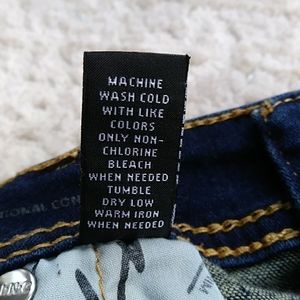 MACHINE
WASH COLD
WITH LIKE
COLORS
ONLY NON-
CHLORINE
BLEACH
WHEN NEEDED
TUMBLE
DRY LOW
WARM IRON
WHEN NEEDED